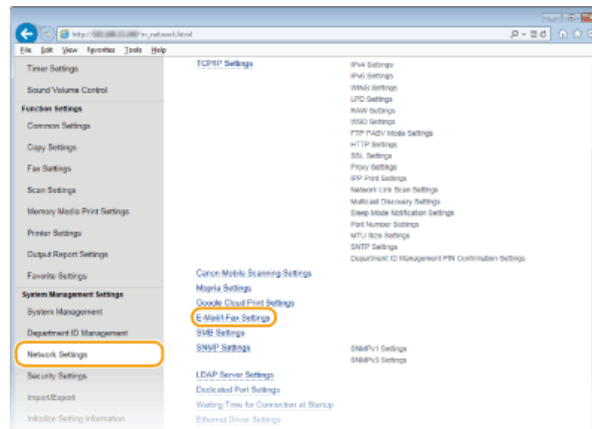 http://
m_network.html
File Edit View Favorites Tools Help
Timer Settings
Sound Volume Control
Function Settings
Common Settings
Copy Settings
Fax Settings
Scan Settings
Memory Media Print Settings
Printer Settings
Output Report Settings
Favorite Settings
System Management Settings
System Management
Department ID Management
Network Settings
Security Settings
Import/Export
Initialize Setting Information
TCP/IP Settings
IPv4 Settings
IPv6 Settings
WINS Settings
LPD Settings
RAW Settings
WSD Settings
FTP PASV Mode Settings
HTTP Settings
SSL Settings
Proxy Settings
IPP Print Settings
Network Link Scan Settings
Multicast Discovery Settings
Sleep Mode Notification Settings
Port Number Settings
MTU Size Settings
SNTP Settings
Department ID Management PIN Confirmation Settings
Canon Mobile Scanning Settings
Mopria Settings
Google Cloud Print Settings
E-Mail/I-Fax Settings
SMB Settings
SNMP Settings
SNMPv1 Settings
SNMPv3 Settings
LDAP Server Settings
Dedicated Port Settings
Waiting Time for Connection at Startup
Ethernet Driver Settings